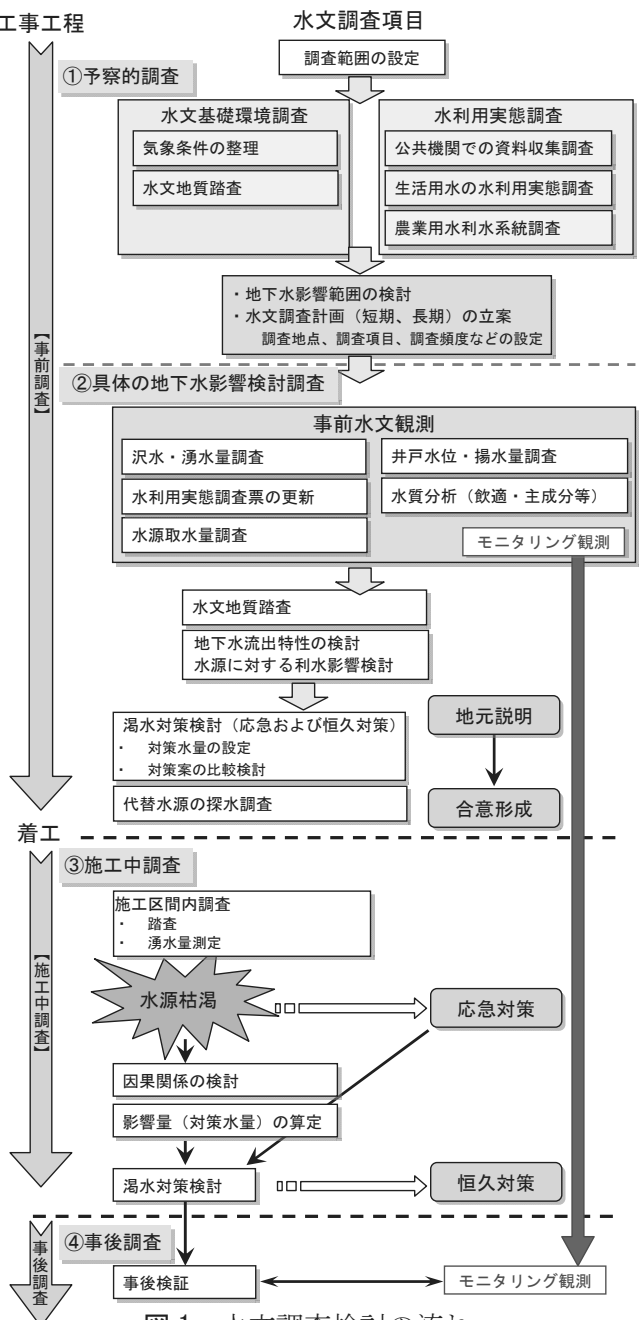 工事工程
水文調査項目
調査範囲の設定
①予察的調査
水文基礎環境調査
気象条件の整理
水文地質踏査
水利用実態調査
公共機関での資料収集調査
生活用水の水利用実態調査
農業用水利水系統調査
・地下水影響範囲の検討
・水文調査計画（短期、長期）の立案
調査地点、調査項目、調査頻度などの設定
【事前調査】
②具体の地下水影響検討調査
事前水文観測
沢水・湧水量調査
井戸水位・揚水量調査
水利用実態調査票の更新
水質分析（飲適・主成分等）
水源取水量調査
モニタリング観測
水文地質踏査
地下水流出特性の検討
水源に対する利水影響検討
渇水対策検討（応急および恒久対策）
・ 対策水量の設定
・ 対策案の比較検討
代替水源の探水調査
地元説明
合意形成
着工
③施工中調査
【施工中調査】
施工区間内調査
・ 踏査
・ 湧水量測定
水源枯渇
応急対策
因果関係の検討
影響量（対策水量）の算定
渇水対策検討
恒久対策
④事後調査
事後調査
事後検証
モニタリング観測
図1 水文調査検討の流れ